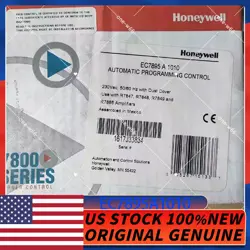 Honeywell
Honeywell
EC7895 A 1010
AUTOMATIC PROGRAMMING CONTROL
230Vac, 50/60 Hz with Dust Cover
Use with R7847, R7848, R7849 and
Amplifiers
Assembled in Mexico
Serial #
Automation and Control Solutions
Honeywell
Golden Valley, MN 55422
7800
SERIES
EC7895A1010
US STOCK 100%NEW
ORIGINAL GENUINE